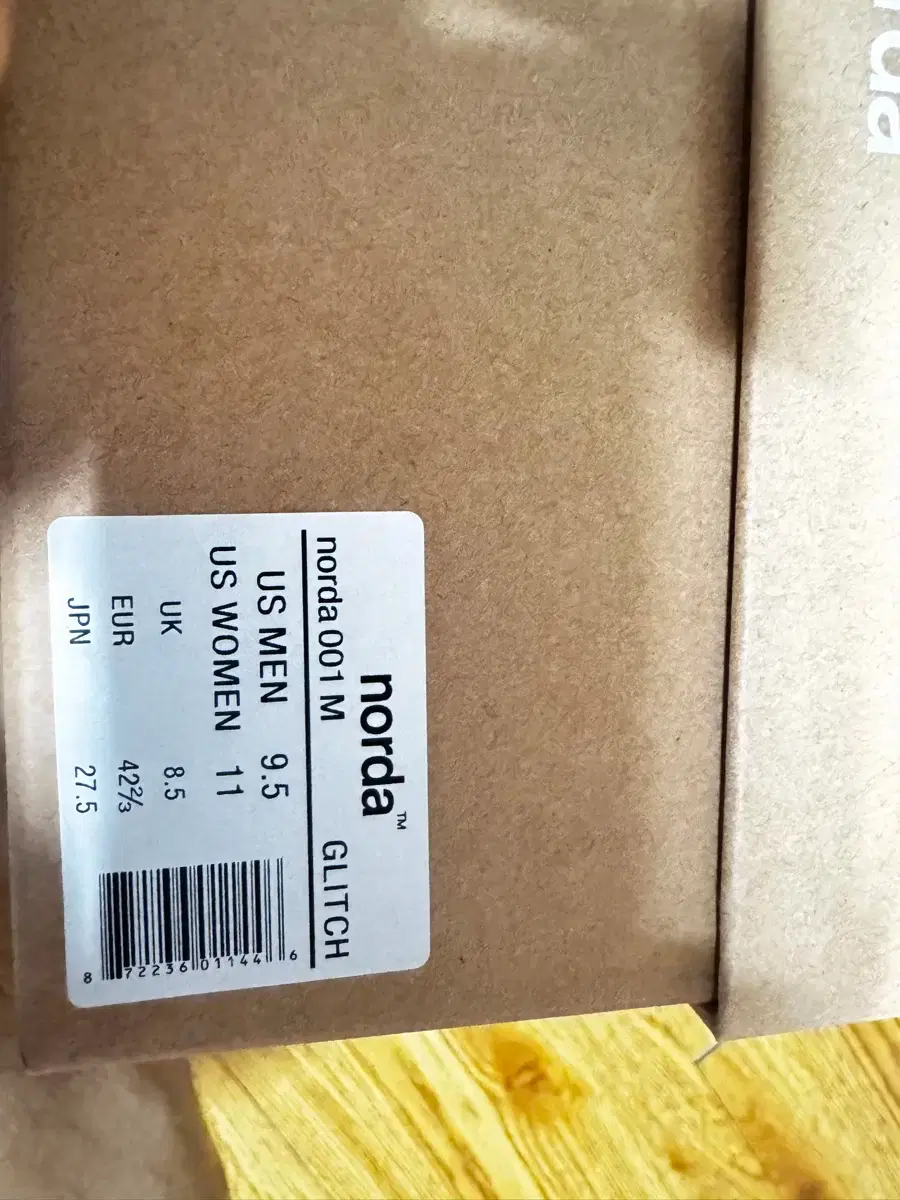 norda™
norda 001 M GLITCH
US MEN 9.5
US WOMEN 11
UK 8.5
EUR 42⅔
JPN 27.5
8 72236 01144 6